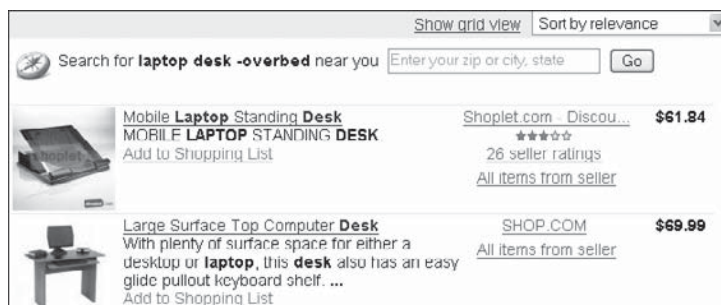 Show grid view Sort by relevance
Search for laptop desk -overbed near you Enter your zip or city, state Go
Mobile Laptop Standing Desk Shoplet.com - Discou... $61.84
MOBILE LAPTOP STANDING DESK
Add to Shopping List 26 seller ratings
All items from seller
Large Surface Top Computer Desk SHOP.COM $69.99
With plenty of surface space for either a
desktop or laptop, this desk also has an easy All items from seller
glide pullout keyboard shelf. ...
Add to Shopping List